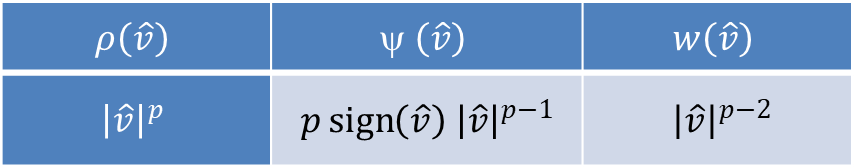 ρ(v̂) ψ (v̂) w(v̂)
|v̂|ᵖ p sign(v̂) |v̂|ᵖ⁻¹ |v̂|ᵖ⁻²